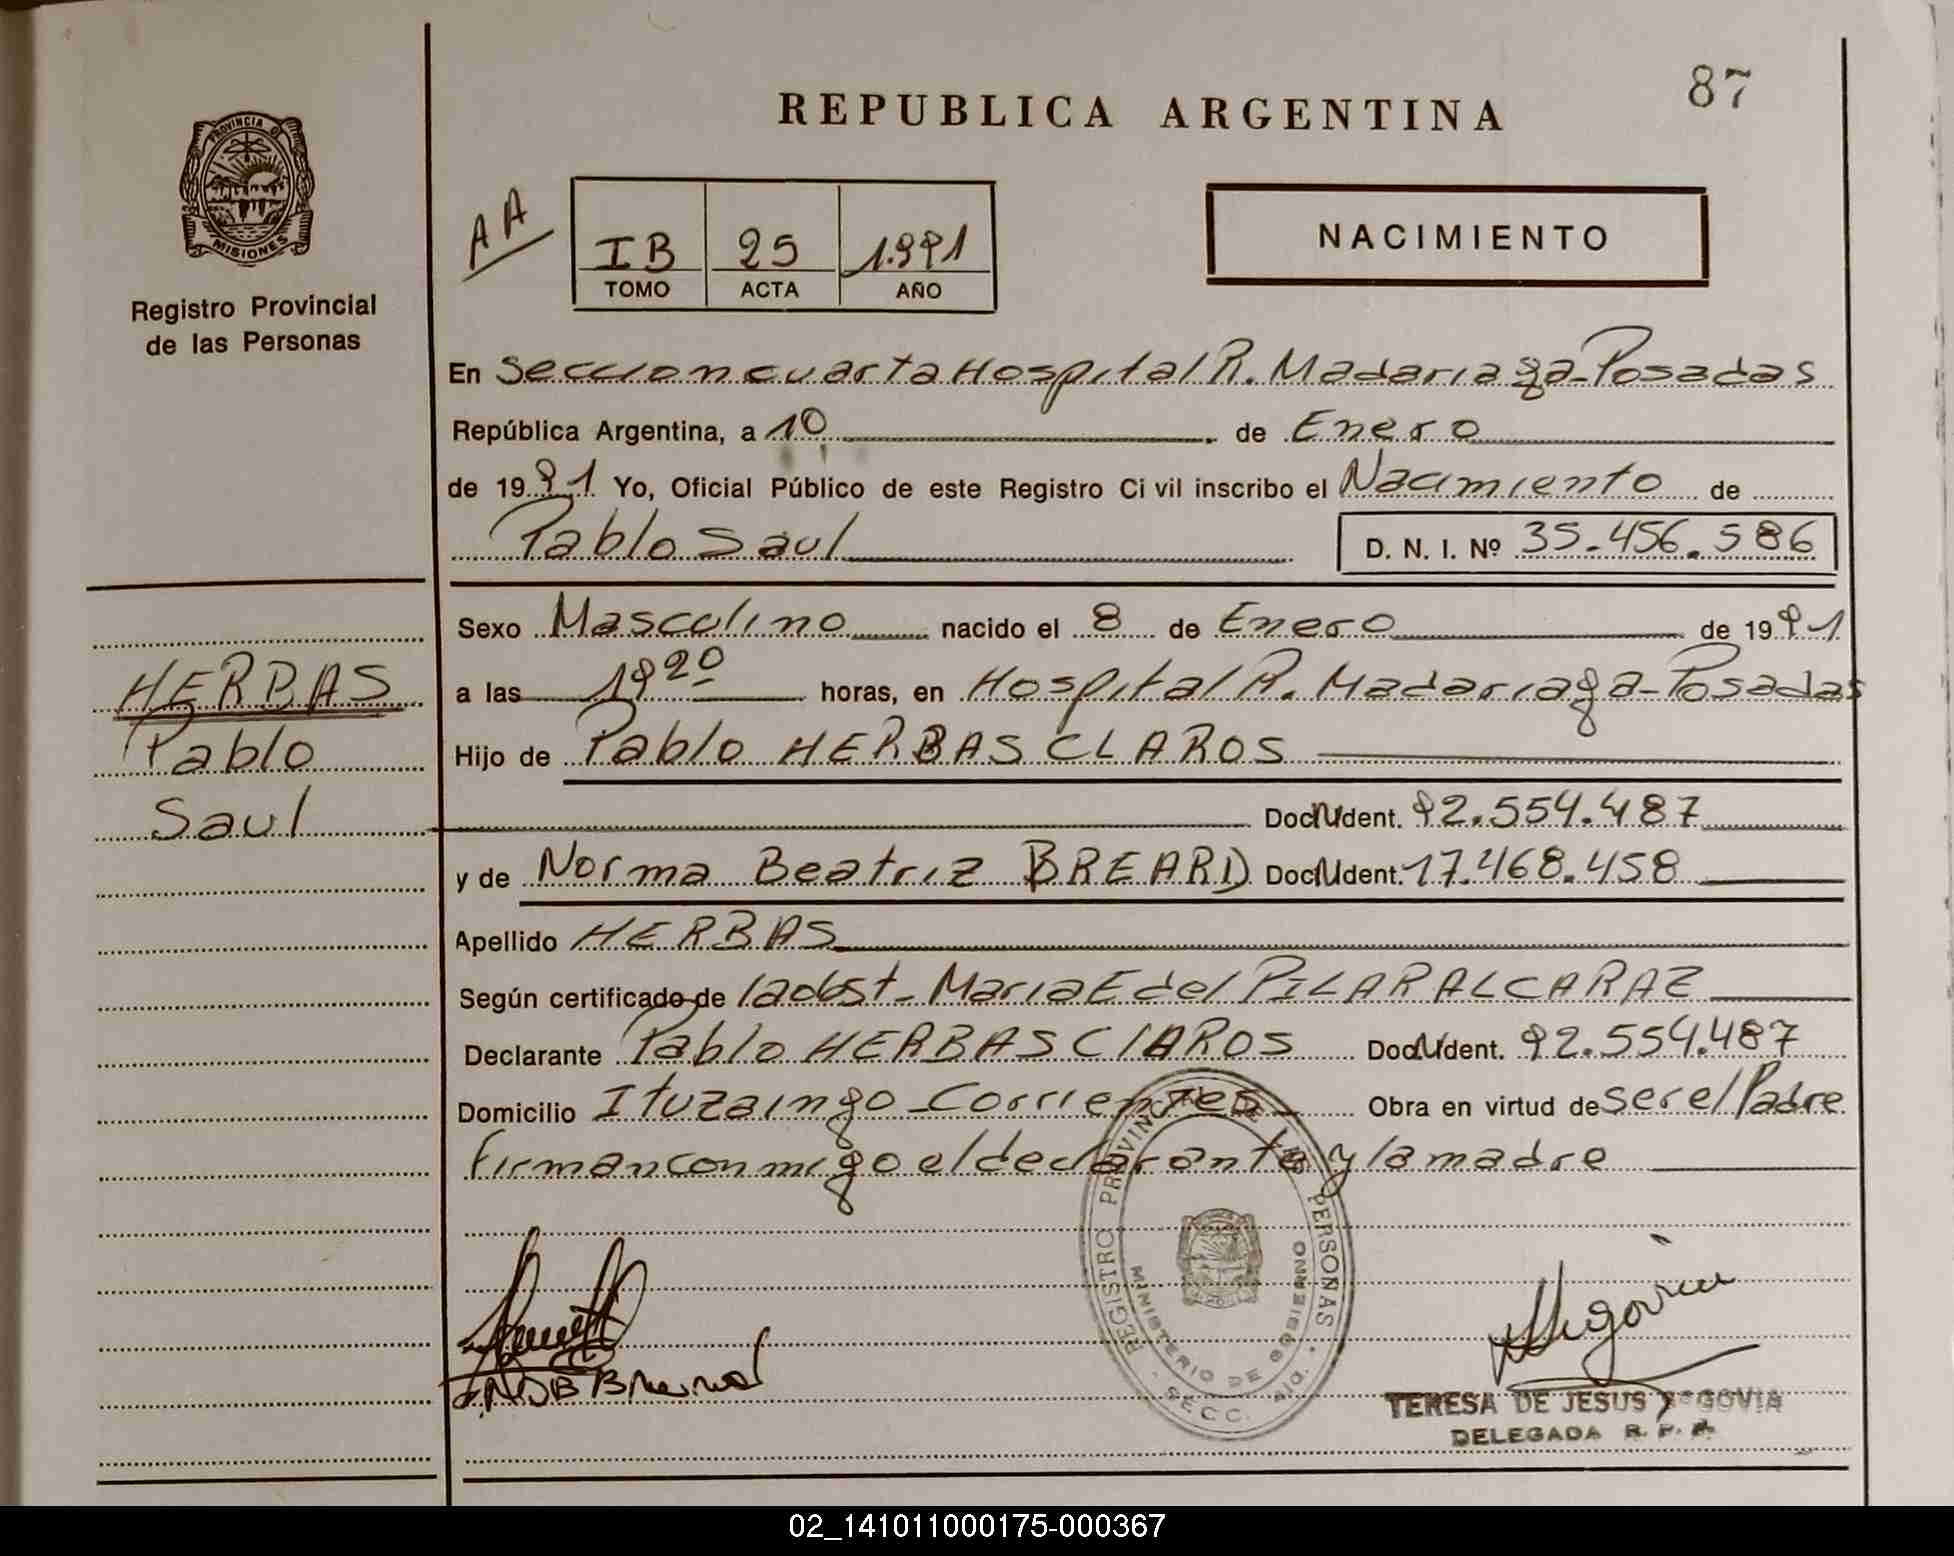 87
REPUBLICA ARGENTINA
PROVINCIA D
MISIONES
Registro Provincial
de las Personas
AA
IB 25 1.991
TOMO ACTA AÑO
NACIMIENTO
En Seccion cuarta Hospital R. Madariaga - Posadas
República Argentina, a 10 de Enero
de 1991 Yo, Oficial Público de este Registro Civil inscribo el Nacimiento de
Pablo Saul D. N. I. Nº 35.456.586
Sexo Masculino nacido el 8 de Enero de 1991
a las 19 20 horas, en Hospital R. Madariaga - Posadas
Hijo de Pablo HERBAS CLAROS
Doc. Ident. 92.554.487
y de Norma Beatriz BREARD Doc. Ident. 17.468.458
Apellido HERBAS
Según certificado de la obst. Maria E del PILAR ALCARAZ
Declarante Pablo HERBAS CLAROS Doc. Ident. 92.554.487
Domicilio Ituzaingo - Corrientes Obra en virtud de ser el Padre
firman conmigo el declarante y la madre
HERBAS
Pablo
Saul
REGISTRO PROVINCIAL DE LAS PERSONAS
MINISTERIO DE GOBIERNO
SECC. 4ta
Segovia
TERESA DE JESUS SEGOVIA
DELEGADA R. P. P.
02_141011000175-000367